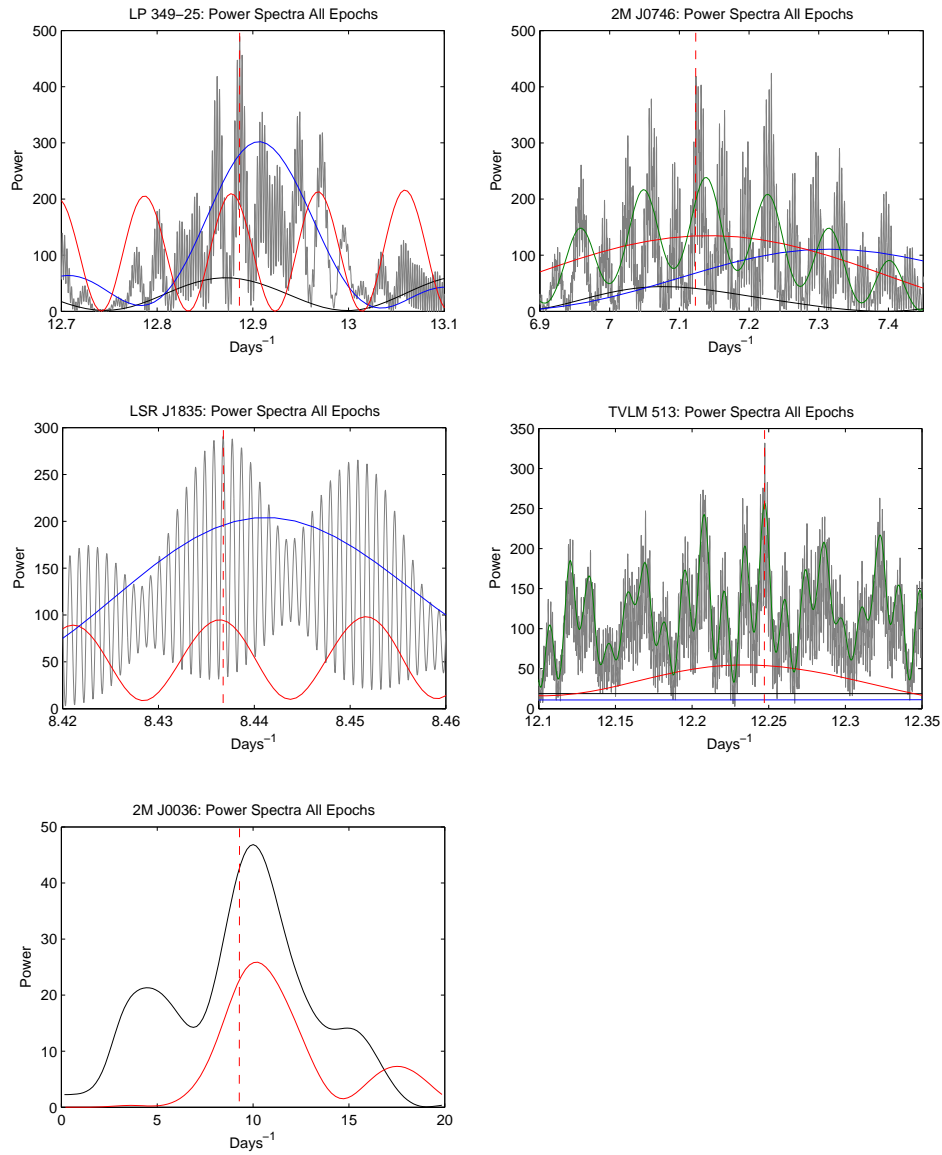 LP 349−25: Power Spectra All Epochs
500
400
300
200
100
0
Power
12.7 12.8 12.9 13 13.1
Days⁻¹
2M J0746: Power Spectra All Epochs
500
400
300
200
100
0
Power
6.9 7 7.1 7.2 7.3 7.4
Days⁻¹
LSR J1835: Power Spectra All Epochs
300
250
200
150
100
50
0
Power
8.42 8.43 8.44 8.45 8.46
Days⁻¹
TVLM 513: Power Spectra All Epochs
350
300
250
200
150
100
50
0
Power
12.1 12.15 12.2 12.25 12.3 12.35
Days⁻¹
2M J0036: Power Spectra All Epochs
50
40
30
20
10
0
Power
0 5 10 15 20
Days⁻¹